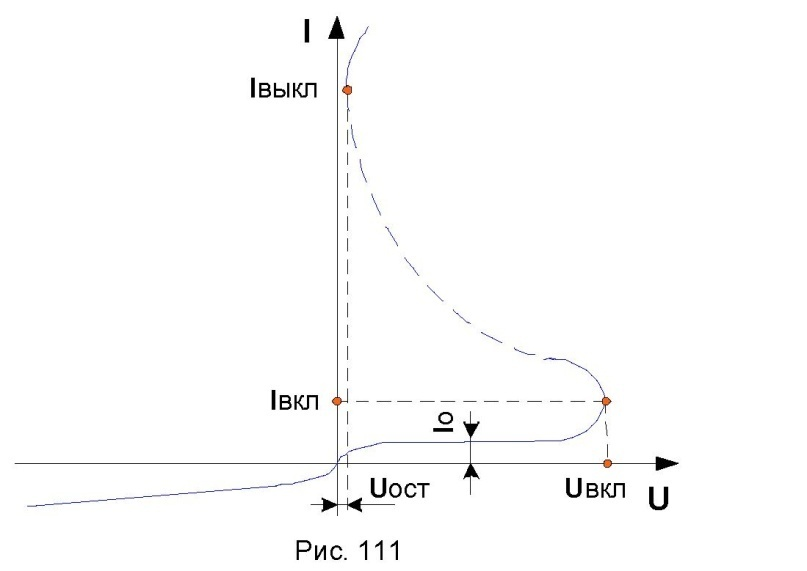 I
Iвыкл
Iвкл
Io
Uост
Uвкл
U
Рис. 111